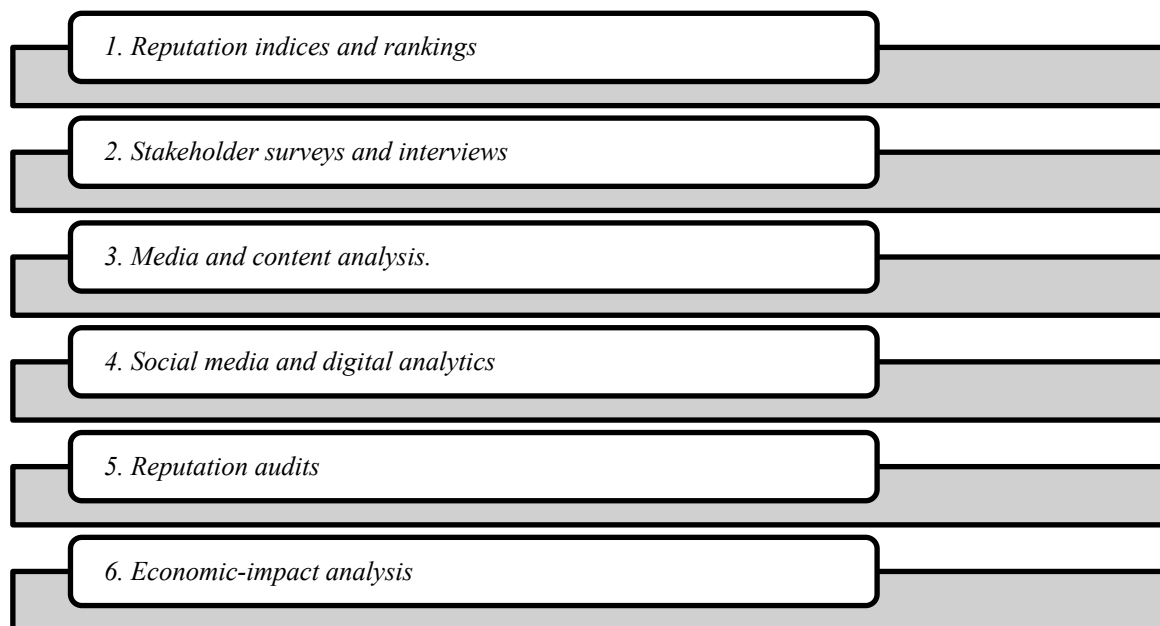 1. Reputation indices and rankings
2. Stakeholder surveys and interviews
3. Media and content analysis.
4. Social media and digital analytics
5. Reputation audits
6. Economic-impact analysis